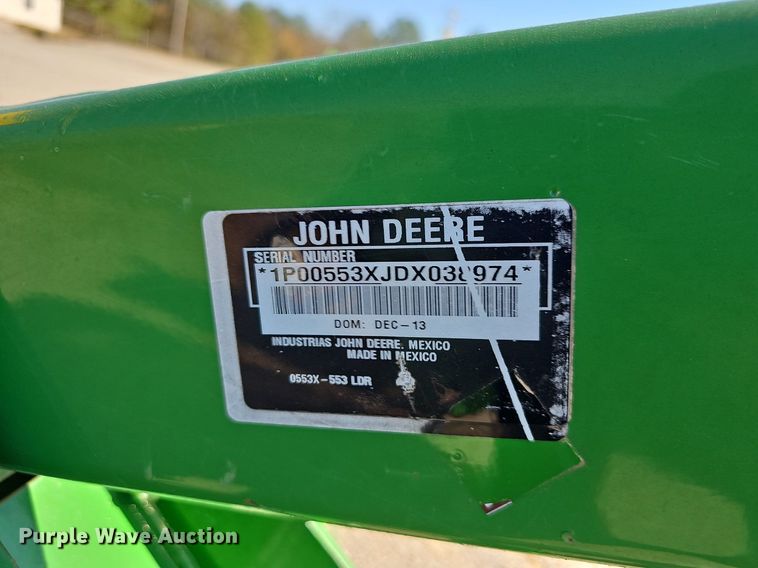 JOHN DEERE
SERIAL NUMBER
*1P00553XJDX038974*
DOM: DEC-13
INDUSTRIAS JOHN DEERE. MEXICO
MADE IN MEXICO
0553X-553 LDR
Purple Wave Auction